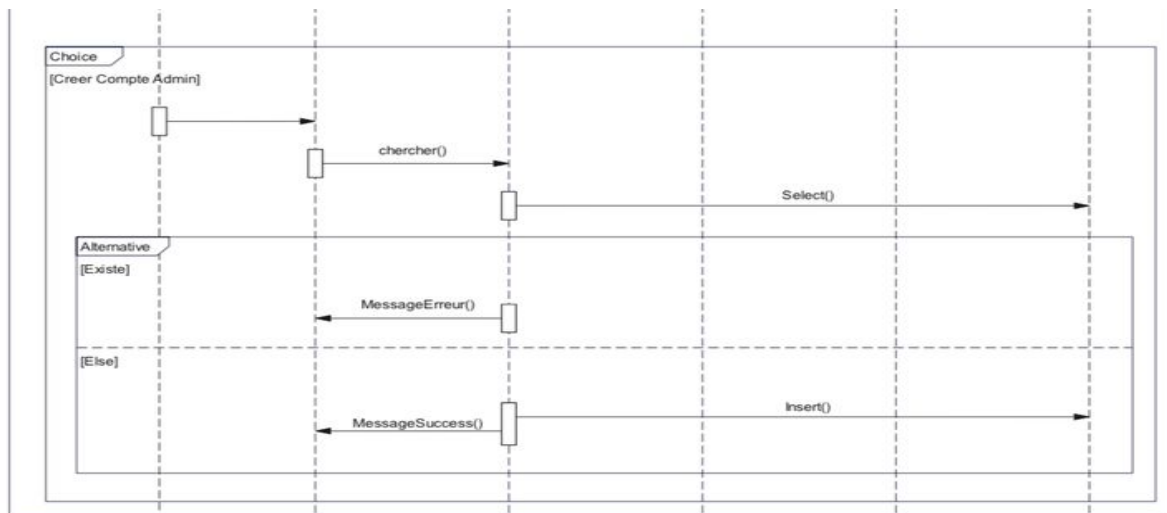 Choice
[Creer Compte Admin]
chercher()
Select()
Alternative
[Existe]
MessageErreur()
[Else]
Insert()
MessageSuccess()